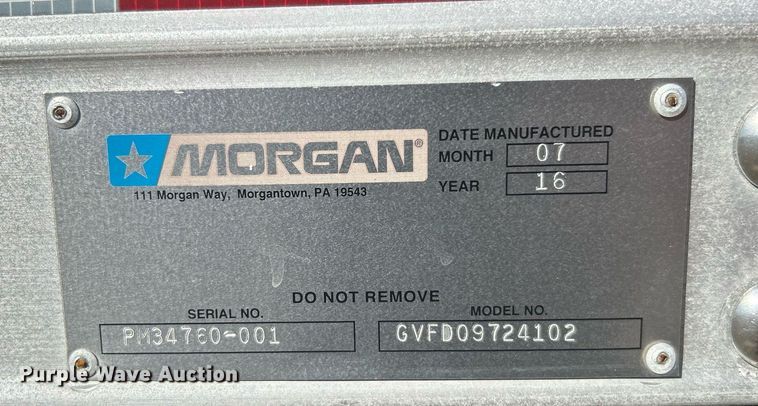 MORGAN®
111 Morgan Way, Morgantown, PA 19543
DATE MANUFACTURED
MONTH 07
YEAR 16
DO NOT REMOVE
SERIAL NO.
PM34760-001
MODEL NO.
GVFD09724102
Purple Wave Auction